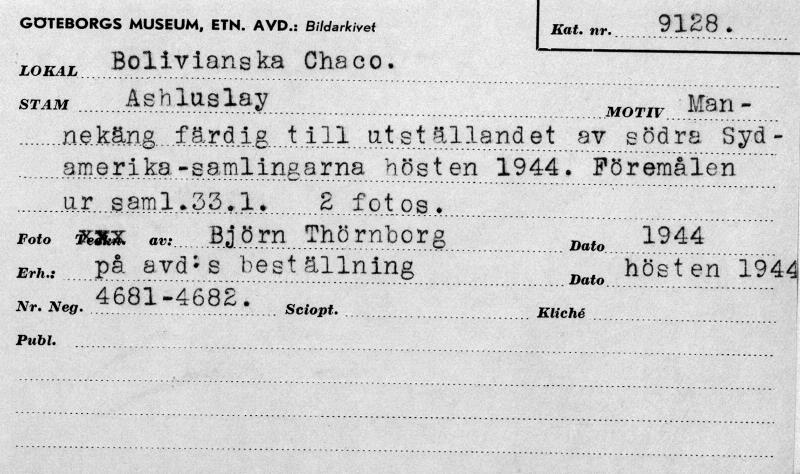 GÖTEBORGS MUSEUM, ETN. AVD.: Bildarkivet Kat. nr. 9128.
LOKAL Bolivianska Chaco.
STAM Ashluslay MOTIV Man-
nekäng färdig till utställandet av södra Syd-
amerika-samlingarna hösten 1944. Föremålen
ur saml.33.1. 2 fotos.
Foto av: Björn Thörnborg Dato 1944
Erh.: på avd:s beställning Dato hösten 1944
Nr. Neg. 4681-4682. Sciopt. Kliché
Publ.